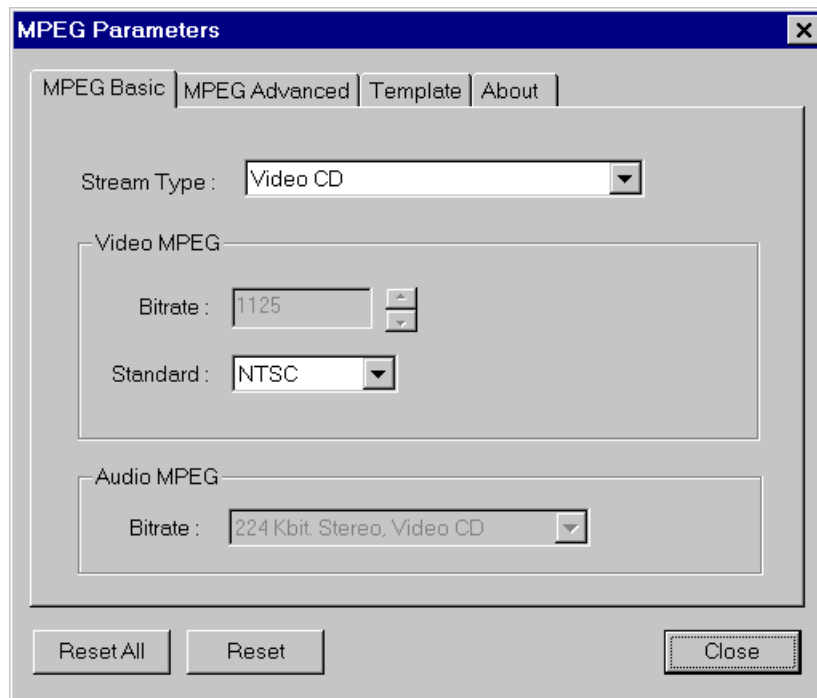 MPEG Parameters
MPEG Basic MPEG Advanced Template About
Stream Type : Video CD
Video MPEG
Bitrate : 1125
Standard : NTSC
Audio MPEG
Bitrate : 224 Kbit. Stereo, Video CD
Reset All Reset Close